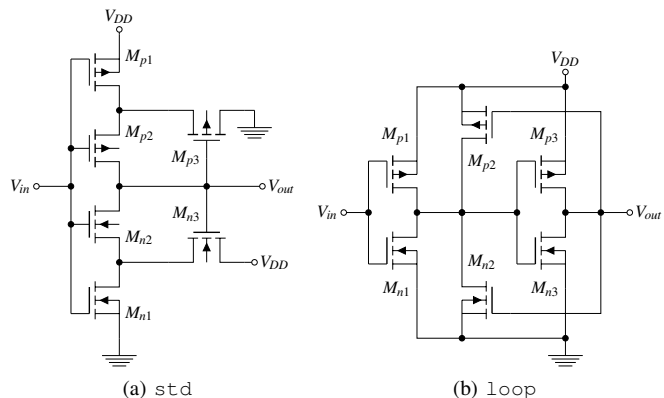 V_DD
M_p1
M_p2
M_p3
V_in
V_out
M_n3
M_n2
V_DD
M_n1
(a) std
V_DD
M_p1
M_p3
M_p2
V_in
V_out
M_n2
M_n1
M_n3
(b) loop